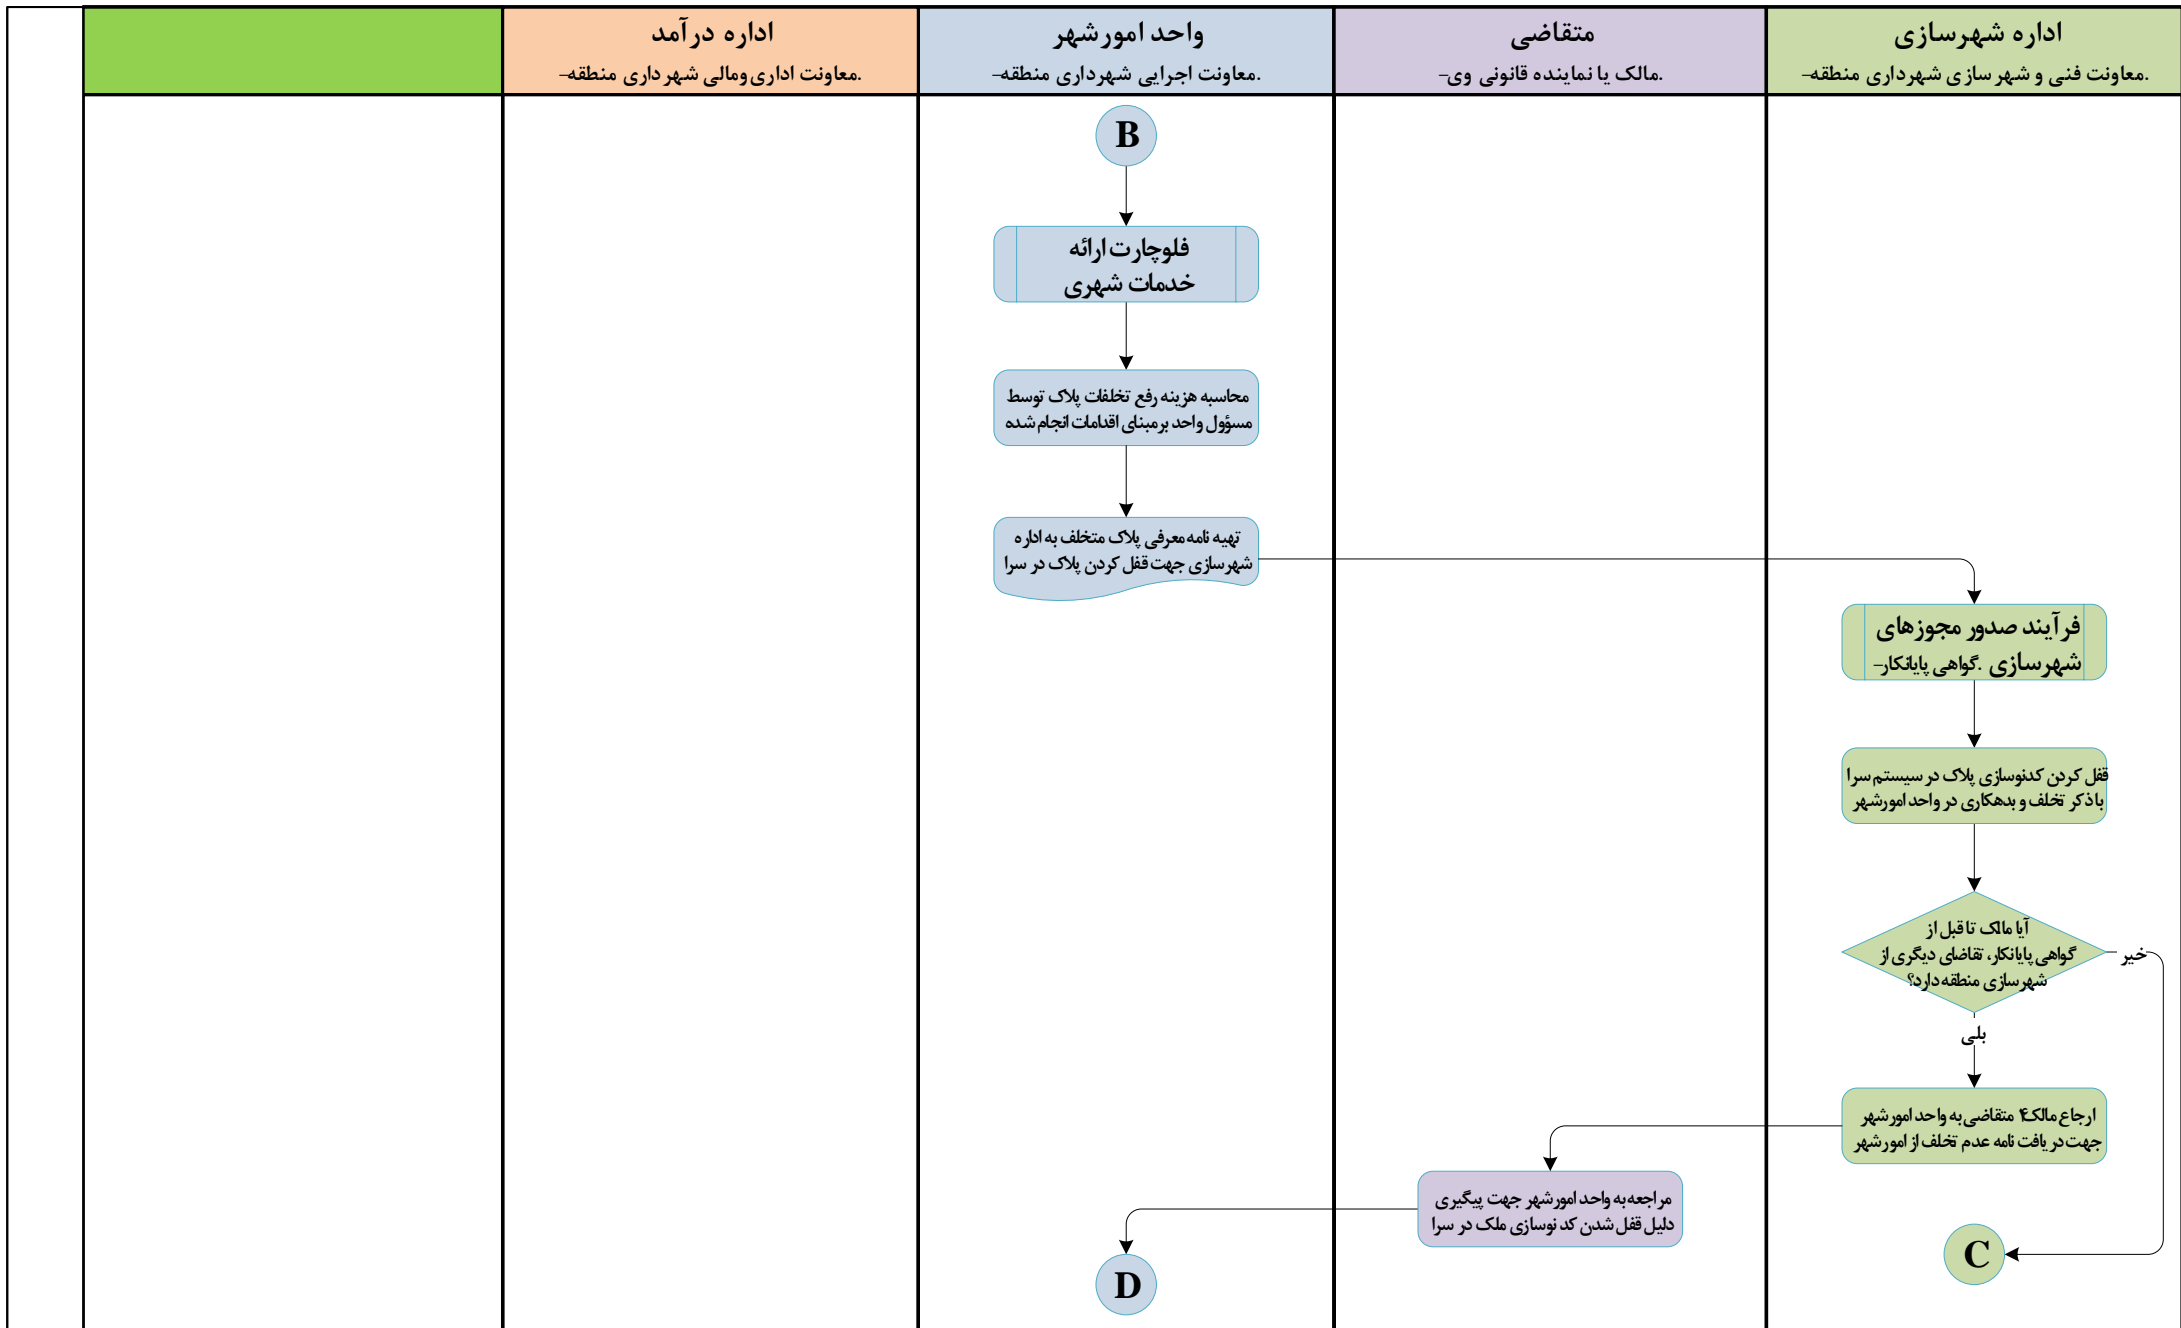 اداره شهرسازی
.معاونت فنی و شهرسازی شهرداری منطقه–
متقاضی
.مالک یا نماینده قانونی وی–
واحد امورشهر
.معاونت اجرایی شهرداری منطقه–
اداره درآمد
.معاونت اداری ومالی شهرداری منطقه–
B
فلوچارت ارائه
خدمات شهری
محاسبه هزینه رفع تخلفات پلاک توسط
مسؤول واحد برمبنای اقدامات انجام شده
تهیه نامه معرفی پلاک متخلف به اداره
شهرسازی جهت قفل کردن پلاک در سرا
فرآیند صدور مجوزهای
شهرسازی .گواهی پایانکار–
قفل کردن کدنوسازی پلاک در سیستم سرا
باذکر تخلف و بدهکاری در واحد امورشهر
آیا مالک تا قبل از
گواهی پایانکار، تقاضای دیگری از
شهرسازی منطقه دارد؟
خیر
بلی
ارجاع مالک4 متقاضی به واحد امورشهر
جهت دریافت نامه عدم تخلف از امورشهر
مراجعه به واحد امورشهر جهت پیگیری
دلیل قفل شدن کد نوسازی ملک در سرا
C
D